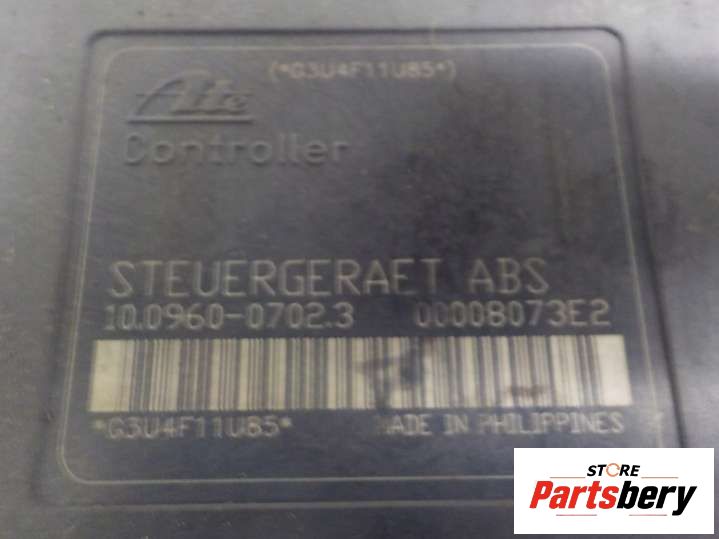 (*G3U4F11U85*)
Ate
Controller
STEUERGERAET ABS
10.0960-0702.3 00008073E2
*G3U4F11U85* MADE IN PHILIPPINES
STORE
Partsbery